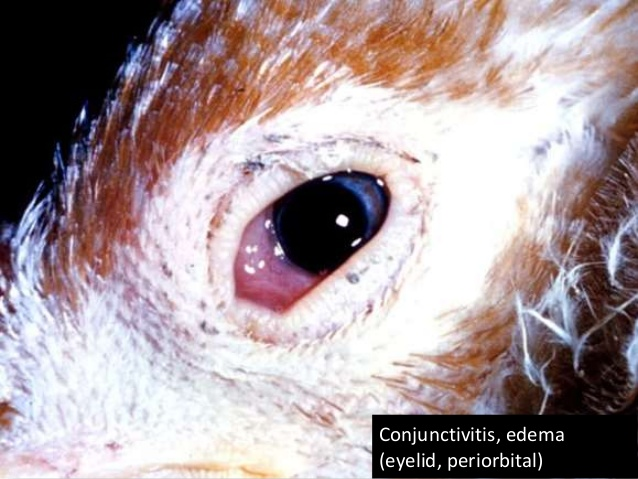 Conjunctivitis, edema
(eyelid, periorbital)